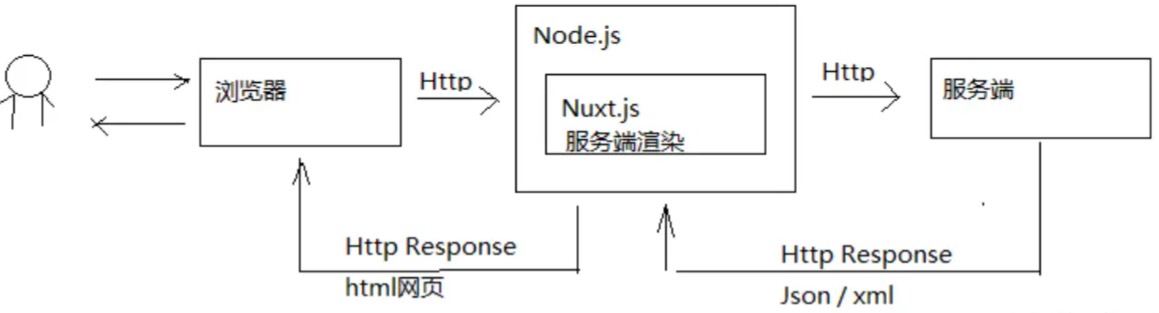 Node.js
浏览器
Http
Nuxt.js
服务端渲染
Http
服务端
Http Response
html网页
Http Response
Json / xml